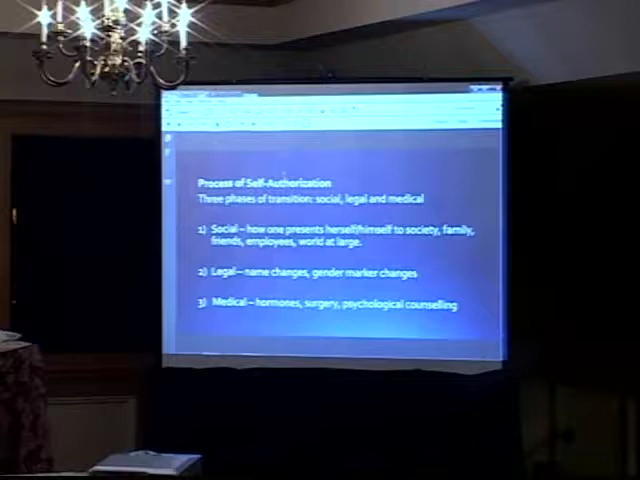 Process of Self-Authorization
Three phases of transition: social, legal and medical
1) Social – how one presents herself/himself to society, family,
friends, employees, world at large.
2) Legal – name changes, gender marker changes
3) Medical – hormones, surgery, psychological counselling